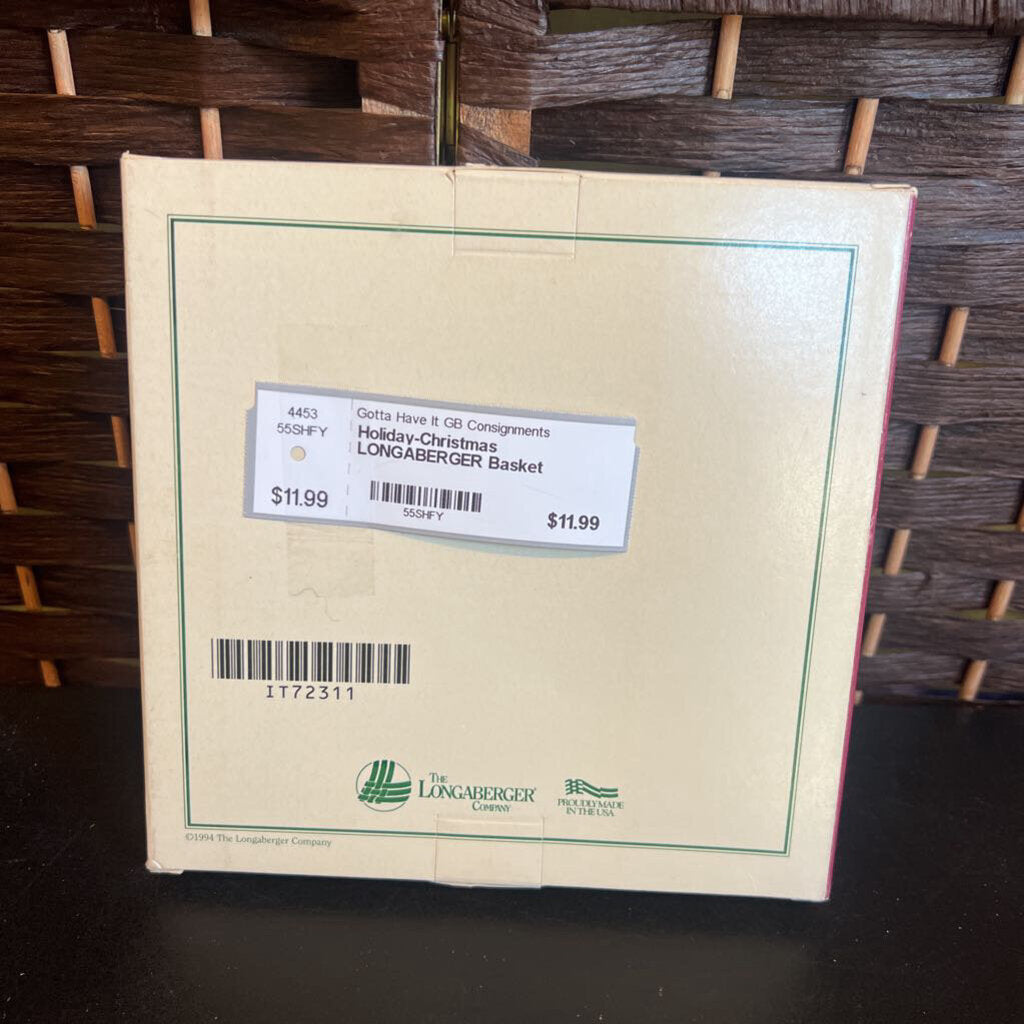 4453
55SHFY
$11.99
Gotta Have It GB Consignments
Holiday-Christmas
LONGABERGER Basket
55SHFY
$11.99
IT72311
THE
LONGABERGER®
COMPANY
PROUDLY MADE
IN THE USA
©1994 The Longaberger Company